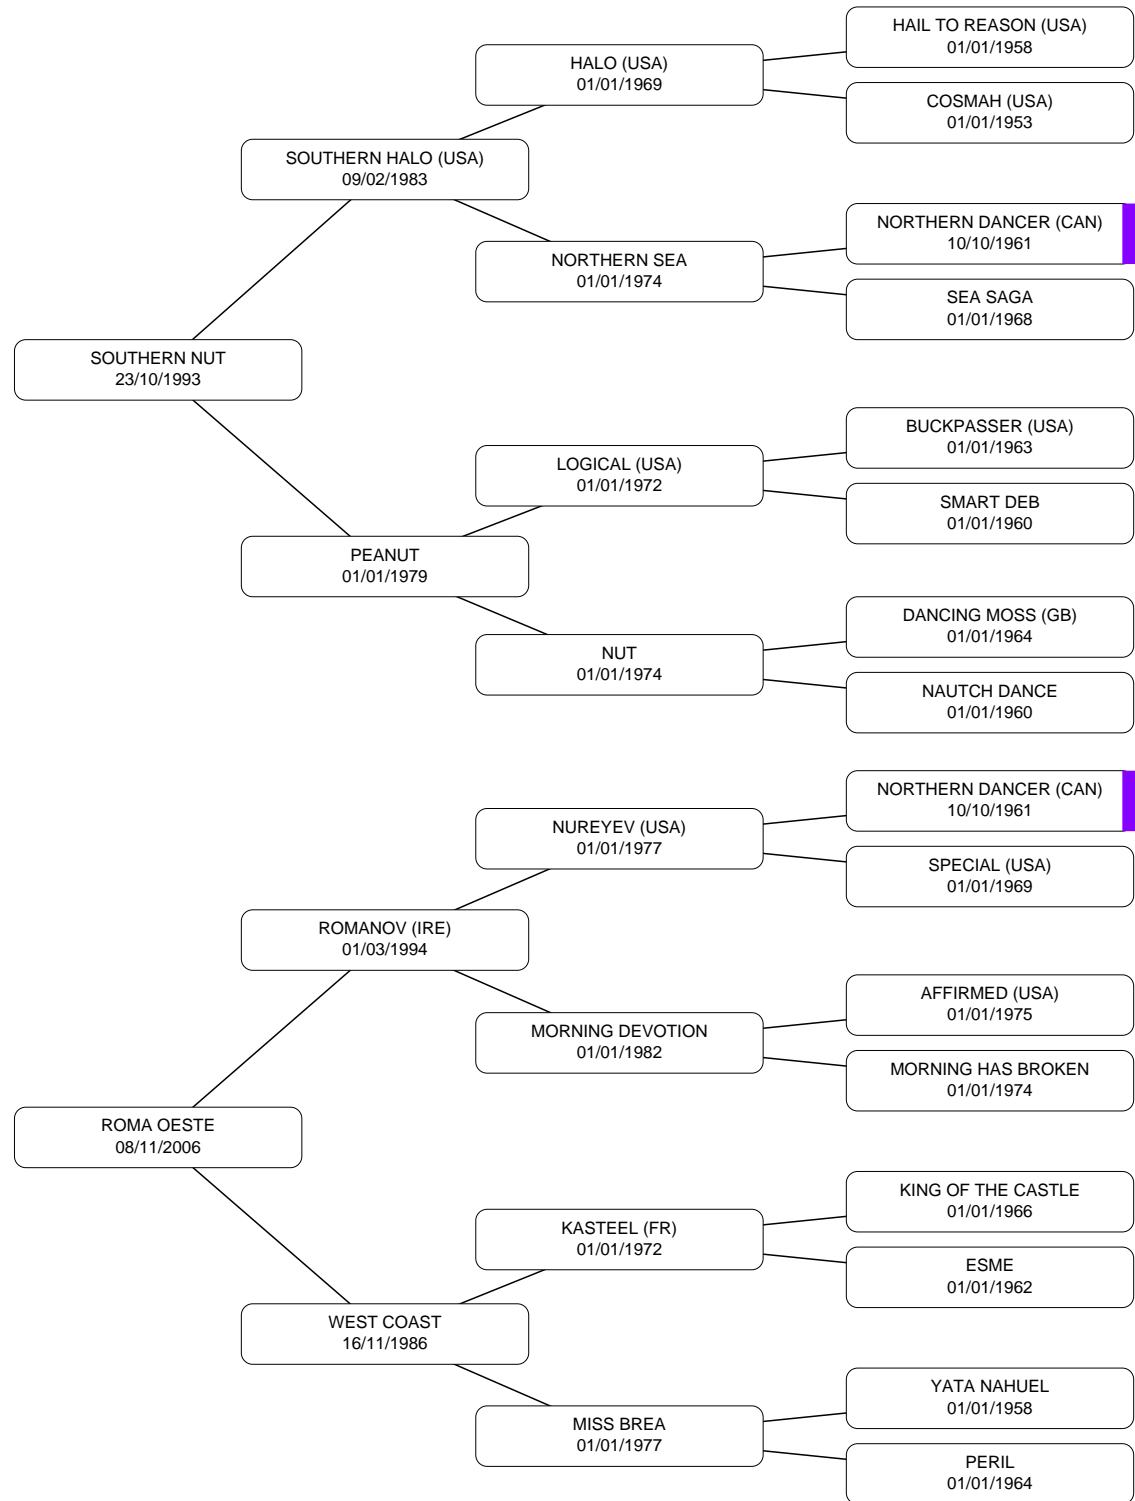 HAIL TO REASON (USA)
01/01/1958
HALO (USA)
01/01/1969
COSMAH (USA)
01/01/1953
SOUTHERN HALO (USA)
09/02/1983
NORTHERN DANCER (CAN)
10/10/1961
NORTHERN SEA
01/01/1974
SEA SAGA
01/01/1968
SOUTHERN NUT
23/10/1993
BUCKPASSER (USA)
01/01/1963
LOGICAL (USA)
01/01/1972
SMART DEB
01/01/1960
PEANUT
01/01/1979
DANCING MOSS (GB)
01/01/1964
NUT
01/01/1974
NAUTCH DANCE
01/01/1960
NORTHERN DANCER (CAN)
10/10/1961
NUREYEV (USA)
01/01/1977
SPECIAL (USA)
01/01/1969
ROMANOV (IRE)
01/03/1994
AFFIRMED (USA)
01/01/1975
MORNING DEVOTION
01/01/1982
MORNING HAS BROKEN
01/01/1974
ROMA OESTE
08/11/2006
KING OF THE CASTLE
01/01/1966
KASTEEL (FR)
01/01/1972
ESME
01/01/1962
WEST COAST
16/11/1986
YATA NAHUEL
01/01/1958
MISS BREA
01/01/1977
PERIL
01/01/1964